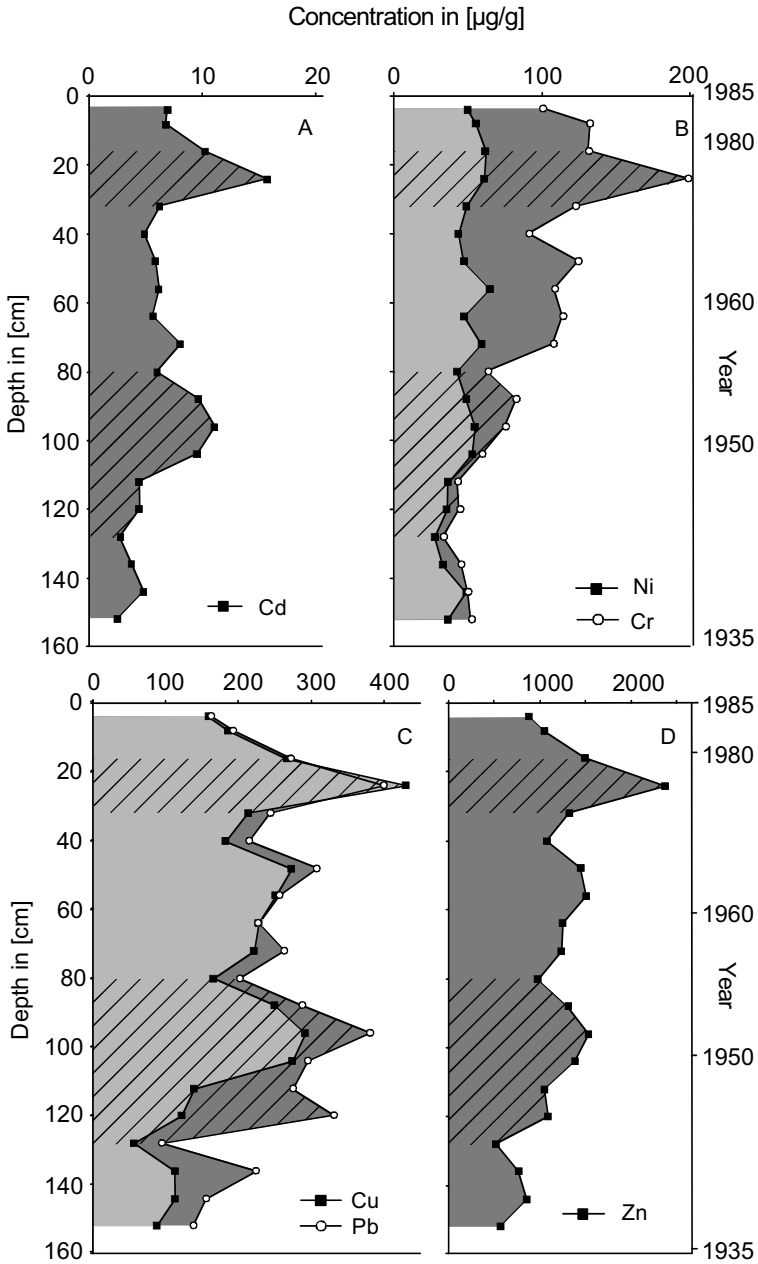 Concentration in [µg/g]
0 10 20
0 100 200
A
B
0
20
40
60
80
100
120
140
160
Depth in [cm]
Cd
Ni
Cr
1985
1980
1960
1950
1935
Year
0 100 200 300 400
0 1000 2000
C
D
0
20
40
60
80
100
120
140
160
Depth in [cm]
Cu
Pb
Zn
1985
1980
1960
1950
1935
Year